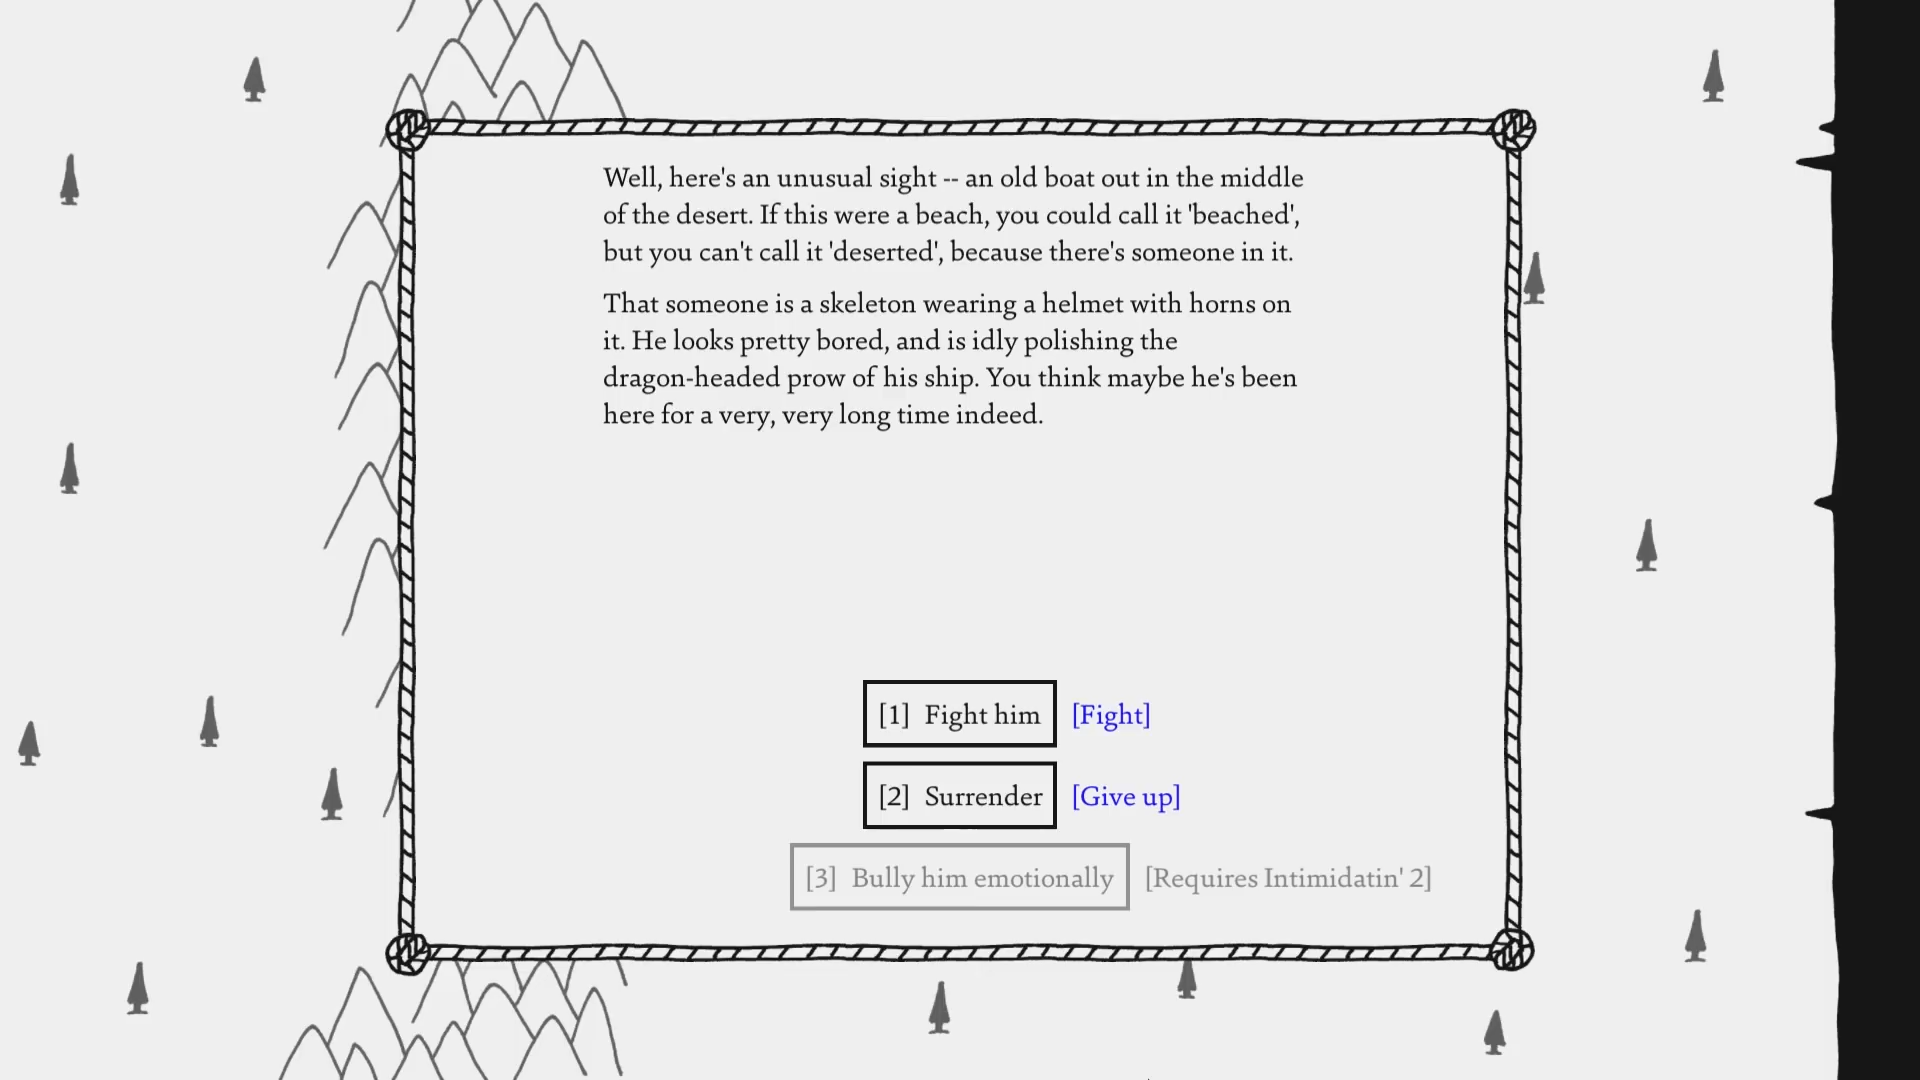 Well, here's an unusual sight -- an old boat out in the middle
of the desert. If this were a beach, you could call it 'beached',
but you can't call it 'deserted', because there's someone in it.
That someone is a skeleton wearing a helmet with horns on
it. He looks pretty bored, and is idly polishing the
dragon-headed prow of his ship. You think maybe he's been
here for a very, very long time indeed.
[1] Fight him [Fight]
[2] Surrender [Give up]
[3] Bully him emotionally [Requires Intimidatin' 2]